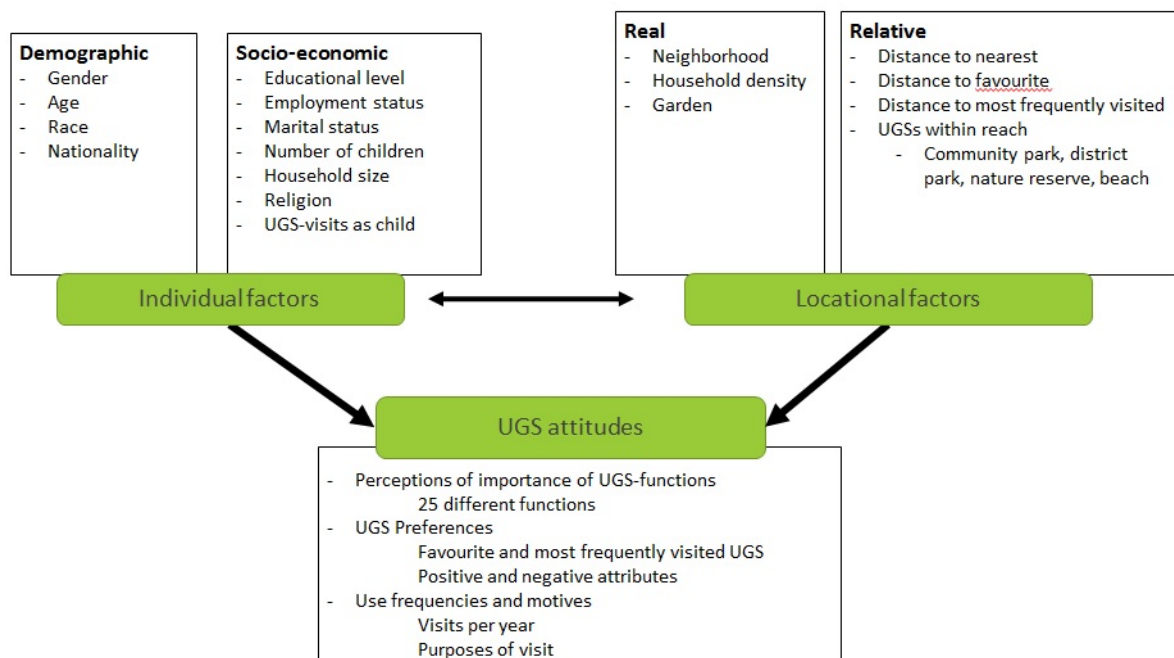 Demographic
- Gender
- Age
- Race
- Nationality
Socio-economic
- Educational level
- Employment status
- Marital status
- Number of children
- Household size
- Religion
- UGS-visits as child
Real
- Neighborhood
- Household density
- Garden
Relative
- Distance to nearest
- Distance to favourite
- Distance to most frequently visited
- UGSs within reach
- Community park, district
park, nature reserve, beach
Individual factors
Locational factors
UGS attitudes
- Perceptions of importance of UGS-functions
25 different functions
- UGS Preferences
Favourite and most frequently visited UGS
Positive and negative attributes
- Use frequencies and motives
Visits per year
Purposes of visit